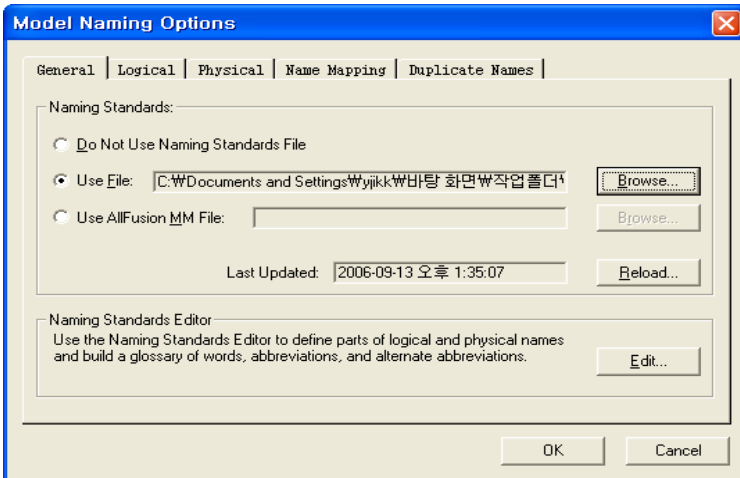 Model Naming Options
General Logical Physical Name Mapping Duplicate Names
Naming Standards:
Do Not Use Naming Standards File
Use File: C:₩Documents and Settings₩yjikk₩바탕 화면₩작업폴더₩ Browse...
Use AllFusion MM File: Browse...
Last Updated: 2006-09-13 오후 1:35:07 Reload...
Naming Standards Editor
Use the Naming Standards Editor to define parts of logical and physical names
and build a glossary of words, abbreviations, and alternate abbreviations.
Edit...
OK Cancel